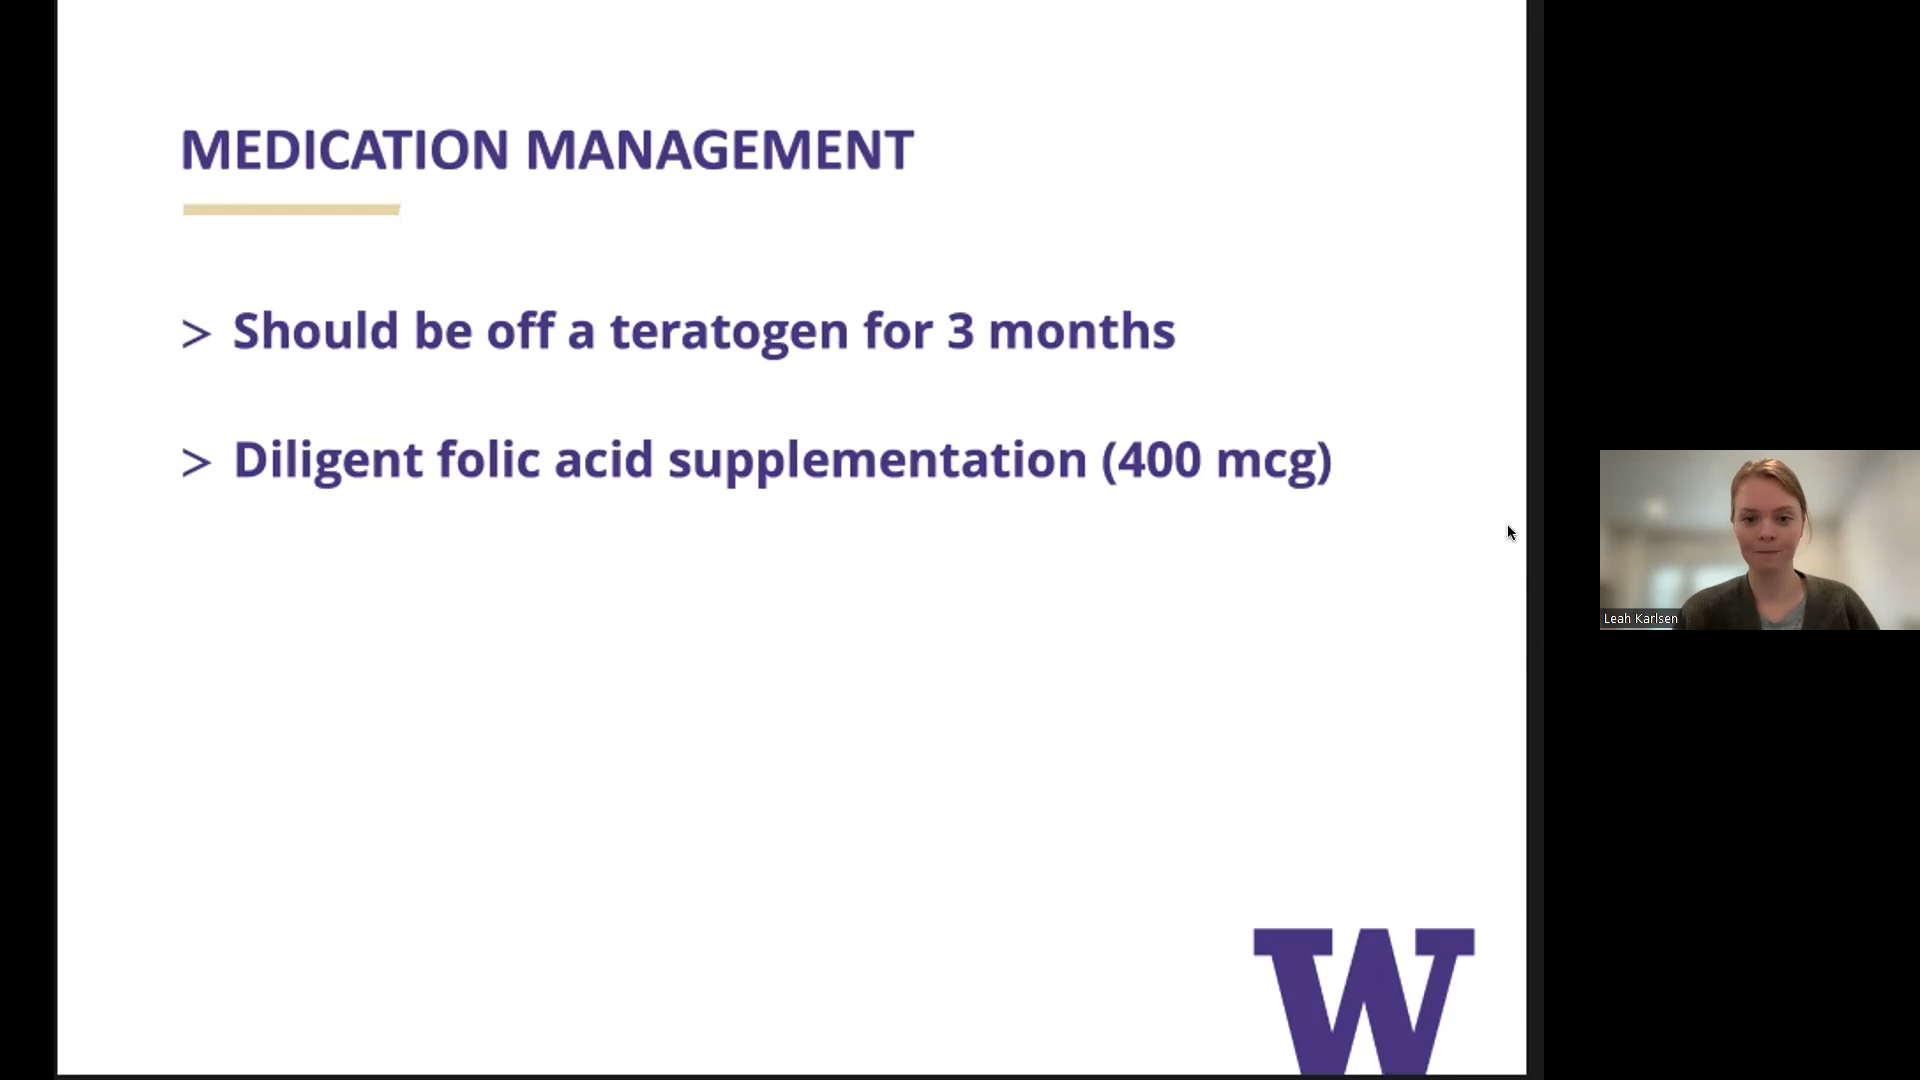 MEDICATION MANAGEMENT
> Should be off a teratogen for 3 months
> Diligent folic acid supplementation (400 mcg)
Leah Karlsen
W